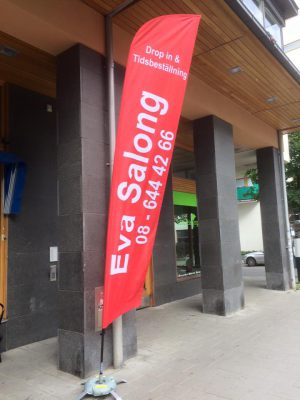 Drop in &
Tidsbeställning
Eva Salong
08 - 644 42 66